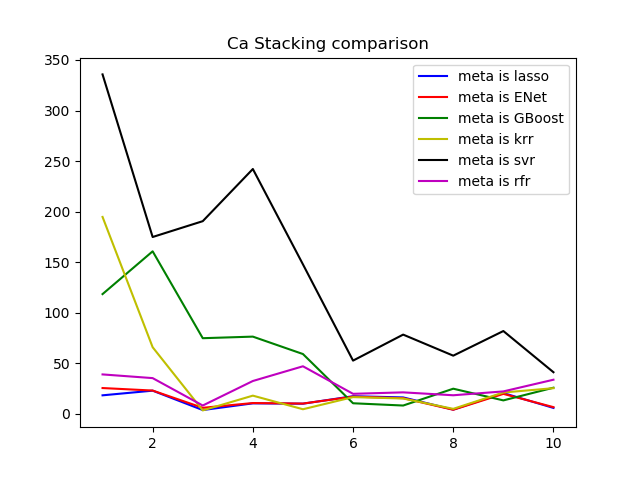 Ca Stacking comparison
350
300
250
200
150
100
50
0
2
4
6
8
10
meta is lasso
meta is ENet
meta is GBoost
meta is krr
meta is svr
meta is rfr